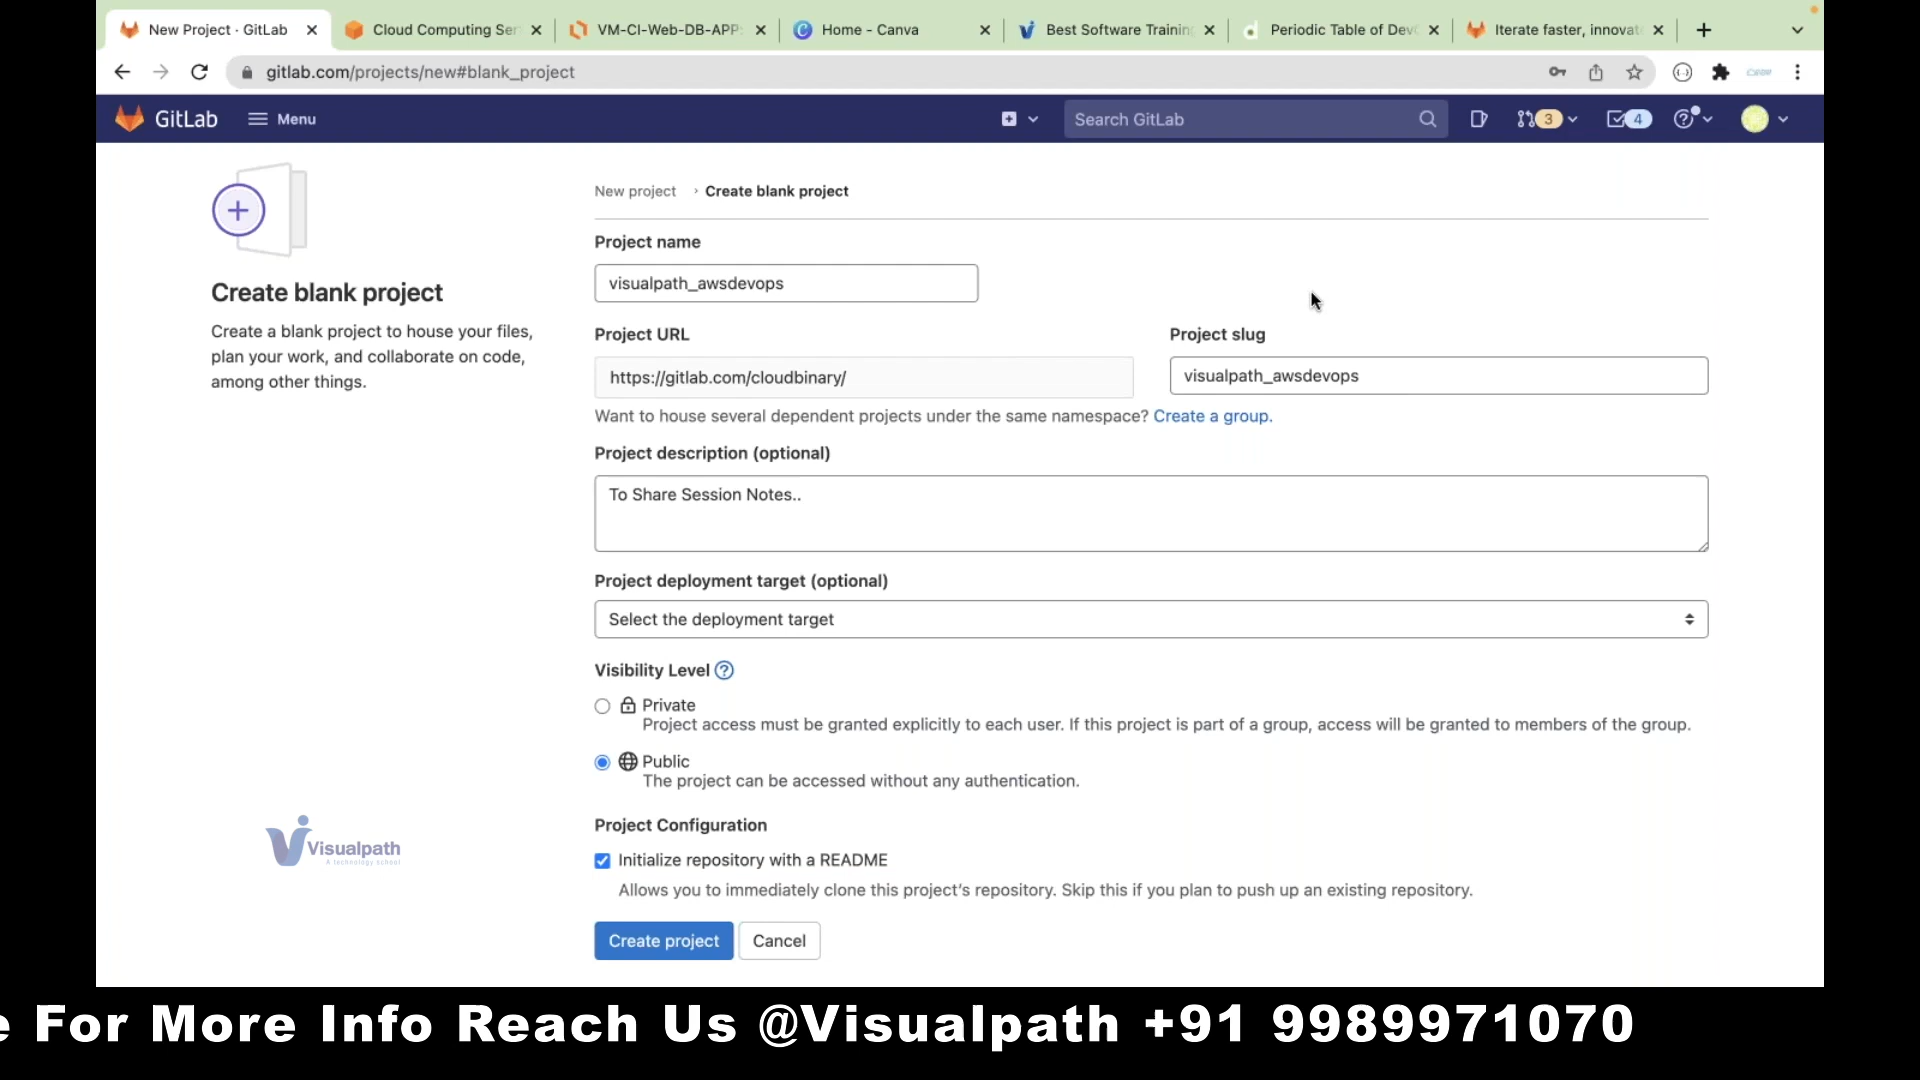 New Project · GitLab
Cloud Computing Ser
VM-CI-Web-DB-APP
Home - Canva
Best Software Training
Periodic Table of Dev
Iterate faster, innovat
gitlab.com/projects/new#blank_project
GitLab
Menu
Search GitLab
3
4
New project › Create blank project
Create blank project
Create a blank project to house your files,
plan your work, and collaborate on code,
among other things.
Project name
visualpath_awsdevops
Project URL
Project slug
https://gitlab.com/cloudbinary/
visualpath_awsdevops
Want to house several dependent projects under the same namespace? Create a group.
Project description (optional)
To Share Session Notes..
Project deployment target (optional)
Select the deployment target
Visibility Level
Private
Project access must be granted explicitly to each user. If this project is part of a group, access will be granted to members of the group.
Public
The project can be accessed without any authentication.
Project Configuration
Initialize repository with a README
Allows you to immediately clone this project's repository. Skip this if you plan to push up an existing repository.
Create project
Cancel
Visualpath
A technology school
e For More Info Reach Us @Visualpath +91 9989971070